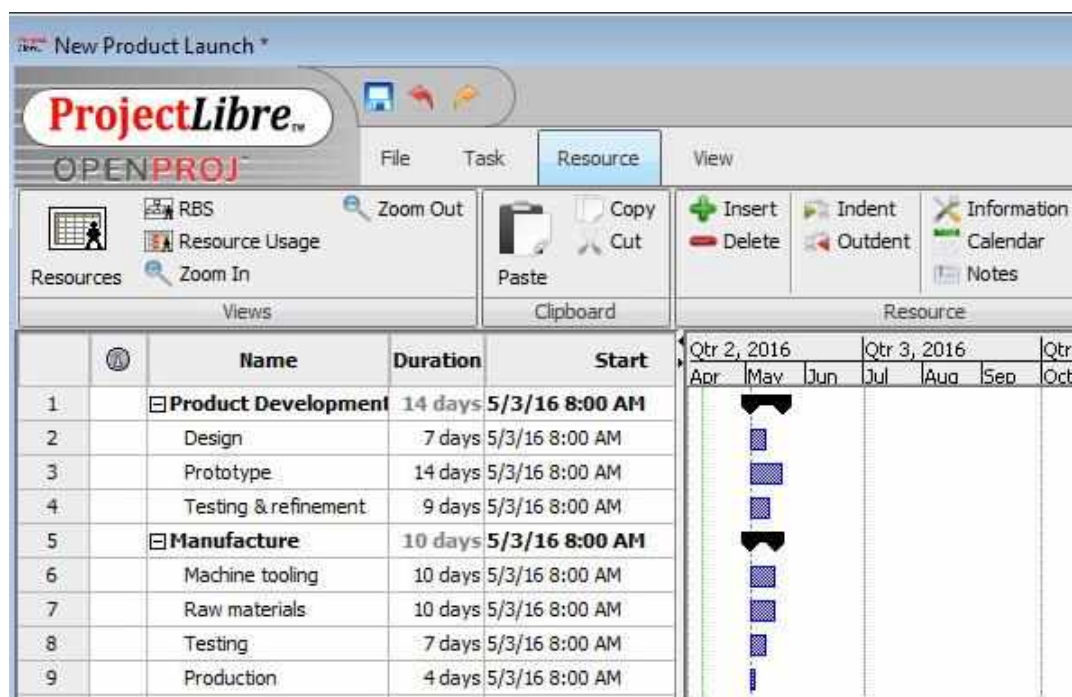 New Product Launch *
ProjectLibre™
OPENPROJ
File Task Resource View
Resources
RBS
Resource Usage
Zoom In
Zoom Out
Views
Paste
Copy
Cut
Clipboard
Insert
Delete
Indent
Outdent
Information
Calendar
Notes
Resource
Name Duration Start
Qtr 2, 2016 Qtr 3, 2016 Qtr
Apr May Jun Jul Aug Sep Oct
1 Product Development 14 days 5/3/16 8:00 AM
2 Design 7 days 5/3/16 8:00 AM
3 Prototype 14 days 5/3/16 8:00 AM
4 Testing & refinement 9 days 5/3/16 8:00 AM
5 Manufacture 10 days 5/3/16 8:00 AM
6 Machine tooling 10 days 5/3/16 8:00 AM
7 Raw materials 10 days 5/3/16 8:00 AM
8 Testing 7 days 5/3/16 8:00 AM
9 Production 4 days 5/3/16 8:00 AM